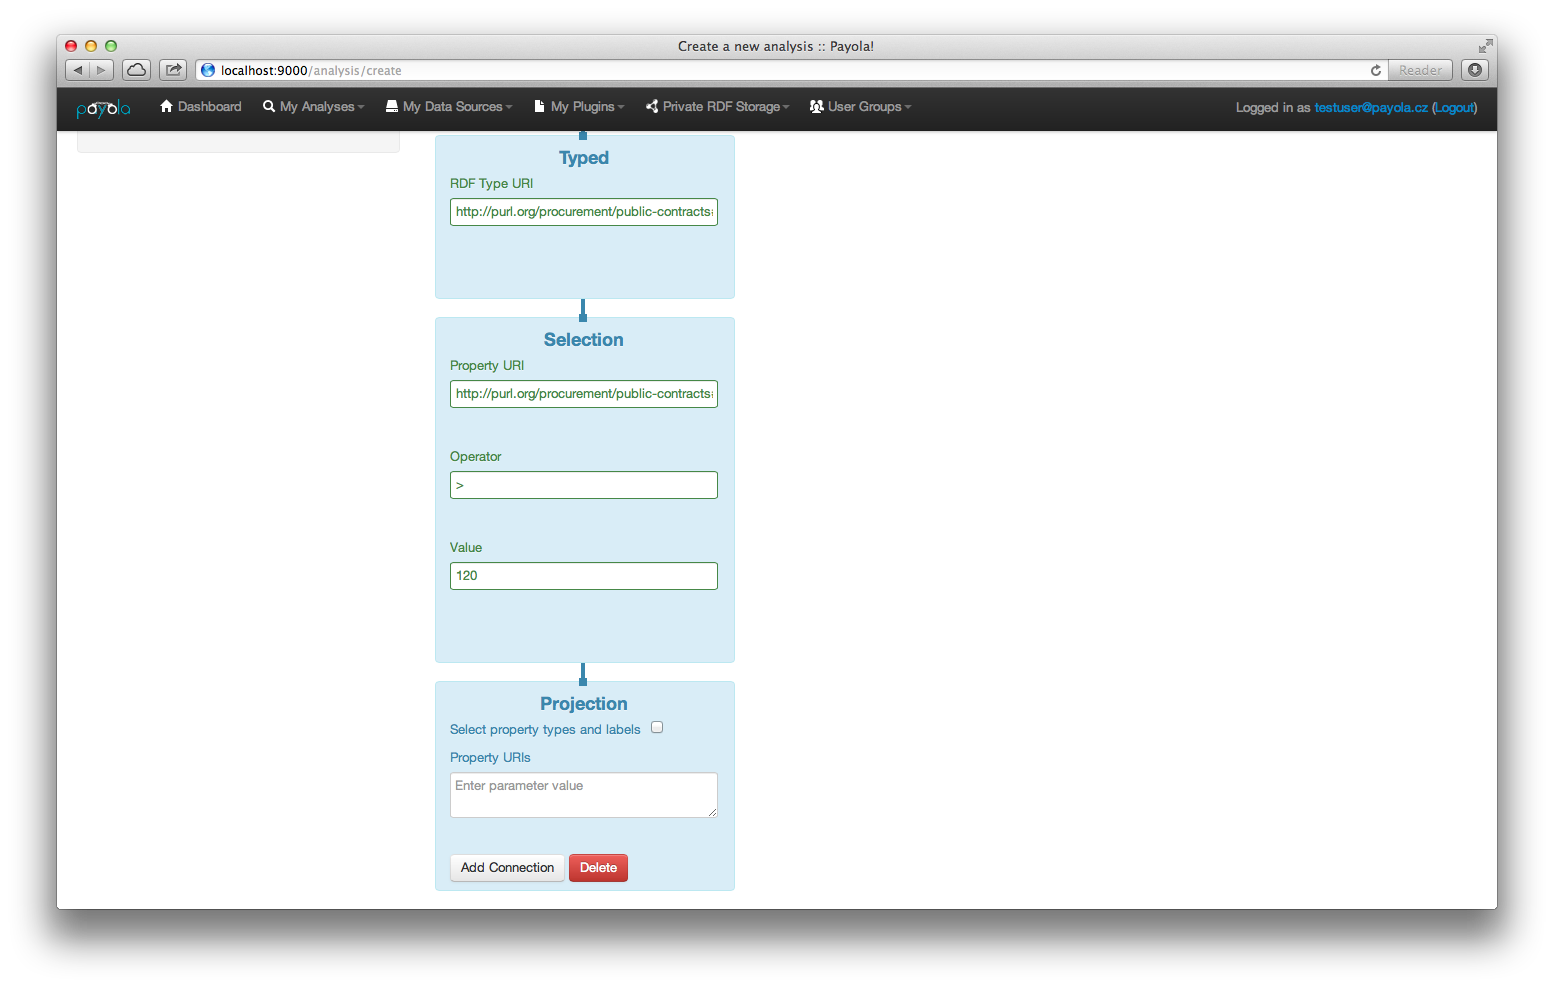 Create a new analysis :: Payola!
localhost:9000/analysis/create
Reader
payola Dashboard My Analyses My Data Sources My Plugins Private RDF Storage User Groups Logged in as testuser@payola.cz (Logout)
Typed
RDF Type URI
http://purl.org/procurement/public-contracts
Selection
Property URI
http://purl.org/procurement/public-contracts
Operator
>
Value
120
Projection
Select property types and labels
Property URIs
Enter parameter value
Add Connection Delete